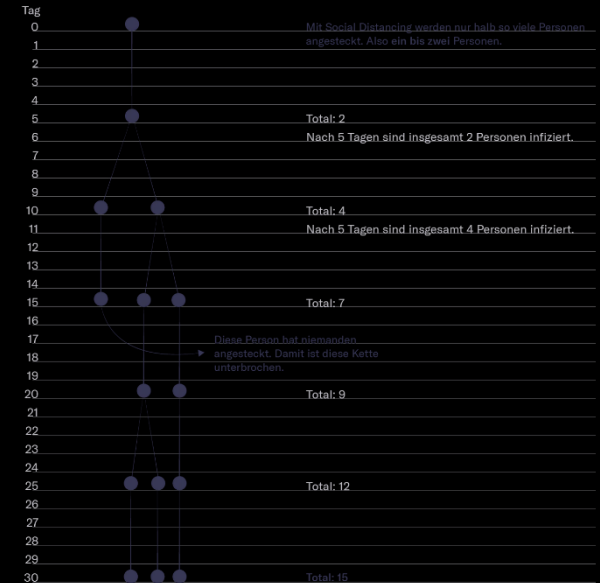 Tag
0
Mit Social Distancing werden nur halb so viele Personen
1
angesteckt. Also ein bis zwei Personen.
2
3
4
5
Total: 2
6
Nach 5 Tagen sind insgesamt 2 Personen infiziert.
7
8
9
10
Total: 4
11
Nach 5 Tagen sind insgesamt 4 Personen infiziert.
12
13
14
15
Total: 7
16
17
Diese Person hat niemanden
angesteckt. Damit ist diese Kette
18
unterbrochen.
19
20
Total: 9
21
22
23
24
25
Total: 12
26
27
28
29
30
Total: 15